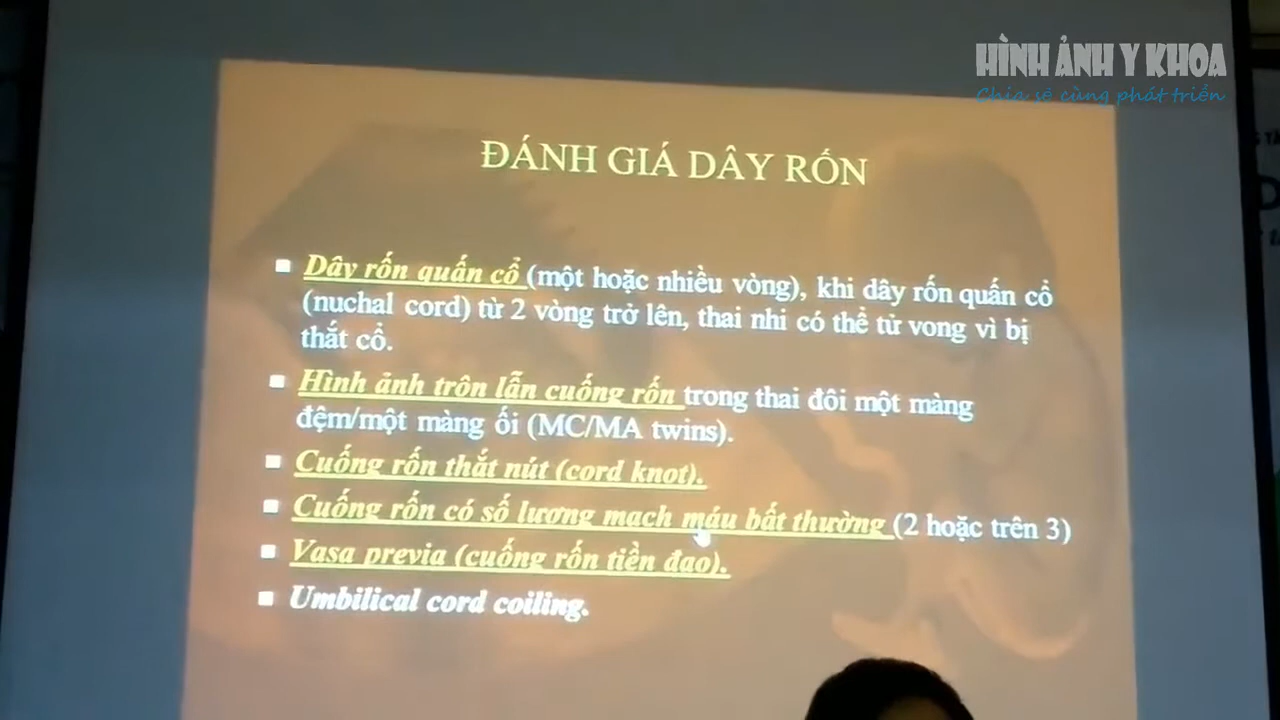 HÌNH ẢNH Y KHOA
Chia sẻ cùng phát triển
ĐÁNH GIÁ DÂY RỐN
Dây rốn quấn cổ (một hoặc nhiều vòng), khi dây rốn quấn cổ
(nuchal cord) từ 2 vòng trở lên, thai nhi có thể tử vong vì bị
thắt cổ.
Hình ảnh trộn lẫn cuống rốn trong thai đôi một màng
đệm/một màng ối (MC/MA twins).
Cuống rốn thắt nút (cord knot).
Cuống rốn có số lượng mạch máu bất thường (2 hoặc trên 3)
Vasa previa (cuống rốn tiền đạo).
Umbilical cord coiling.